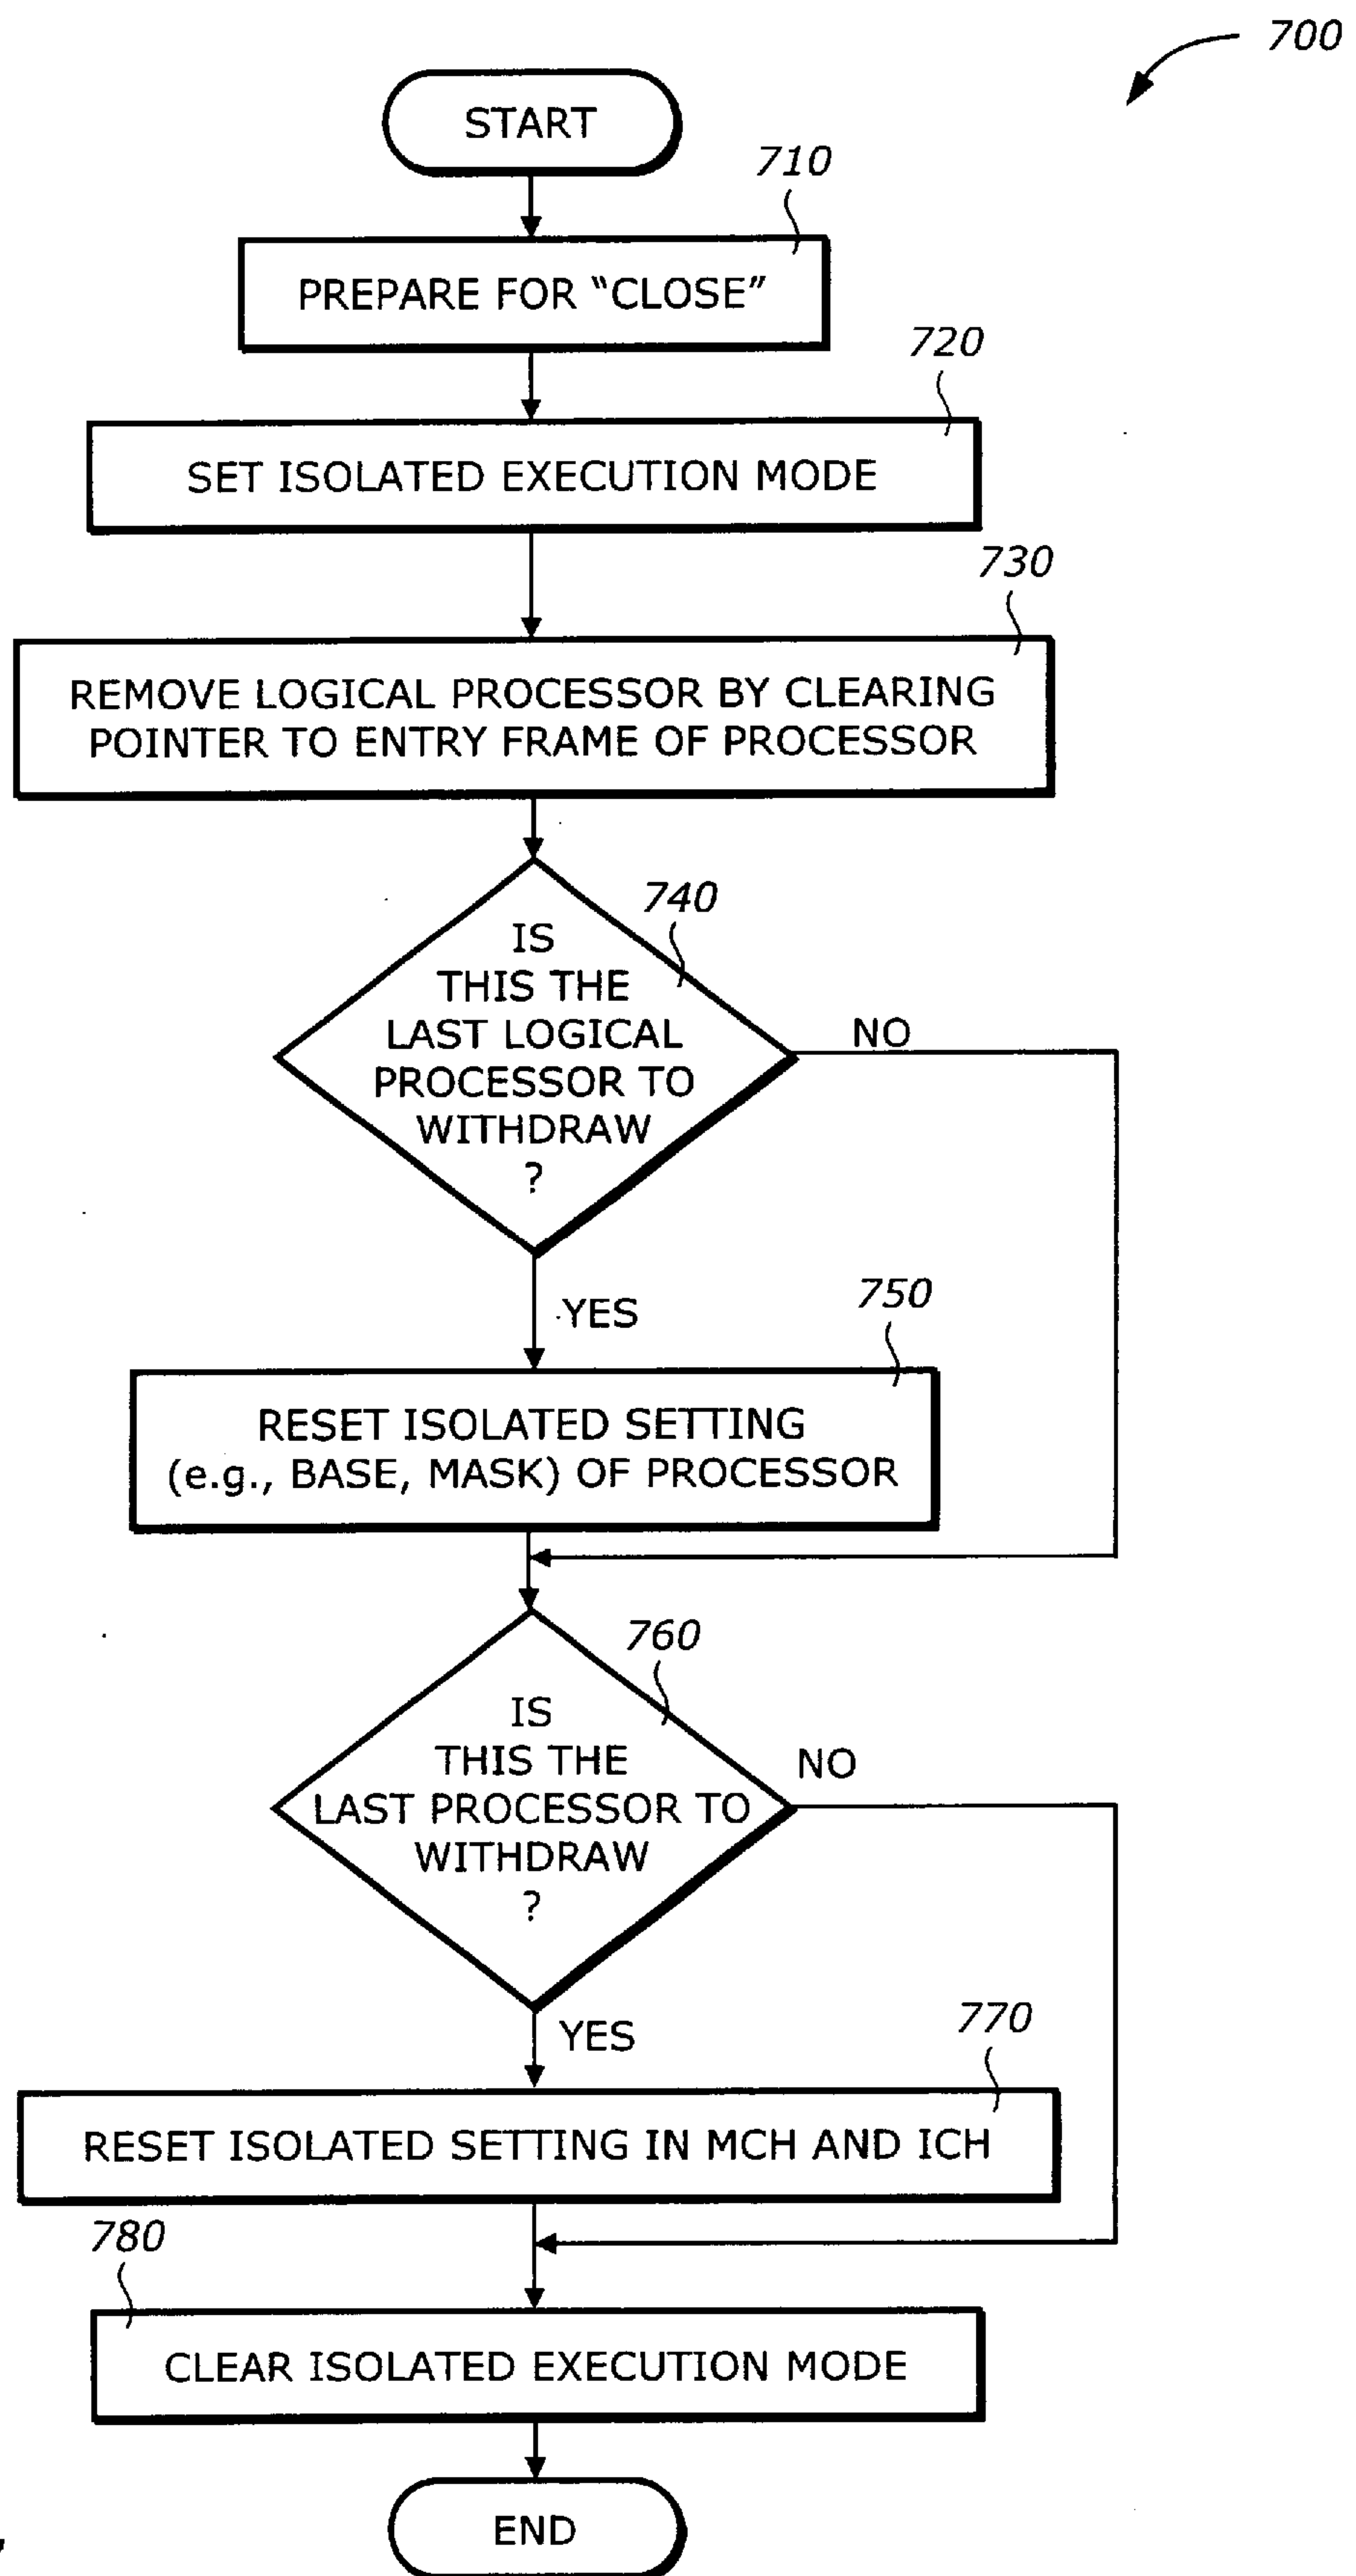 700
START
710
PREPARE FOR “CLOSE”
720
SET ISOLATED EXECUTION MODE
730
REMOVE LOGICAL PROCESSOR BY CLEARING
POINTER TO ENTRY FRAME OF PROCESSOR
740
IS
THIS THE
LAST LOGICAL
PROCESSOR TO
WITHDRAW
?
NO
YES
750
RESET ISOLATED SETTING
(e.g., BASE, MASK) OF PROCESSOR
760
IS
THIS THE
LAST PROCESSOR TO
WITHDRAW
?
NO
YES
770
RESET ISOLATED SETTING IN MCH AND ICH
780
CLEAR ISOLATED EXECUTION MODE
END